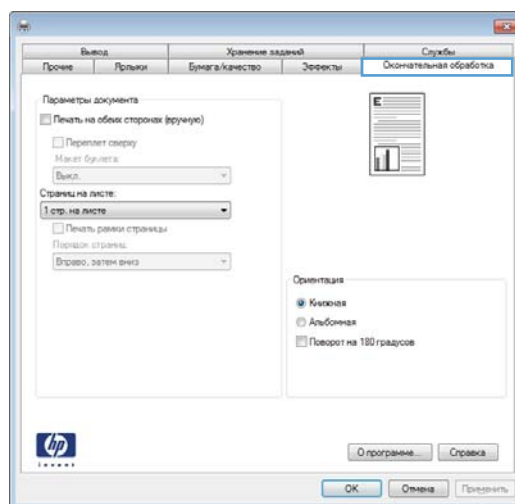 Вывод Хранение заданий Службы
Прочие Ярлыки Бумага/качество Эффекты Окончательная обработка
Параметры документа
Печать на обеих сторонах (вручную)
Переплет сверху
Макет буклета:
Выкл.
Страниц на листе:
1 стр. на листе
Печать рамки страницы
Порядок страниц:
Вправо, затем вниз
E
Ориентация
Книжная
Альбомная
Поворот на 180 градусов
hp
invent
О программе... Справка
OK Отмена Применить